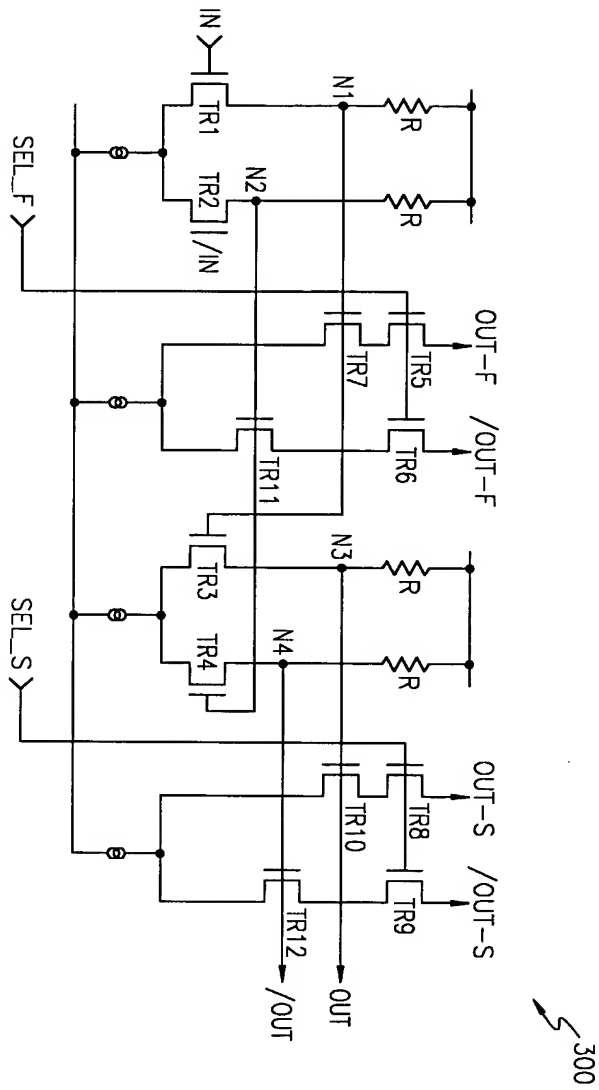 300
OUT-F
/OUT-F
OUT-S
/OUT-S
R
R
R
R
TR5
TR6
TR8
TR9
N1
N2
TR7
N3
N4
TR10
OUT
IN
TR1
TR2
/IN
TR11
TR3
TR4
TR12
/OUT
SEL_F
SEL_S